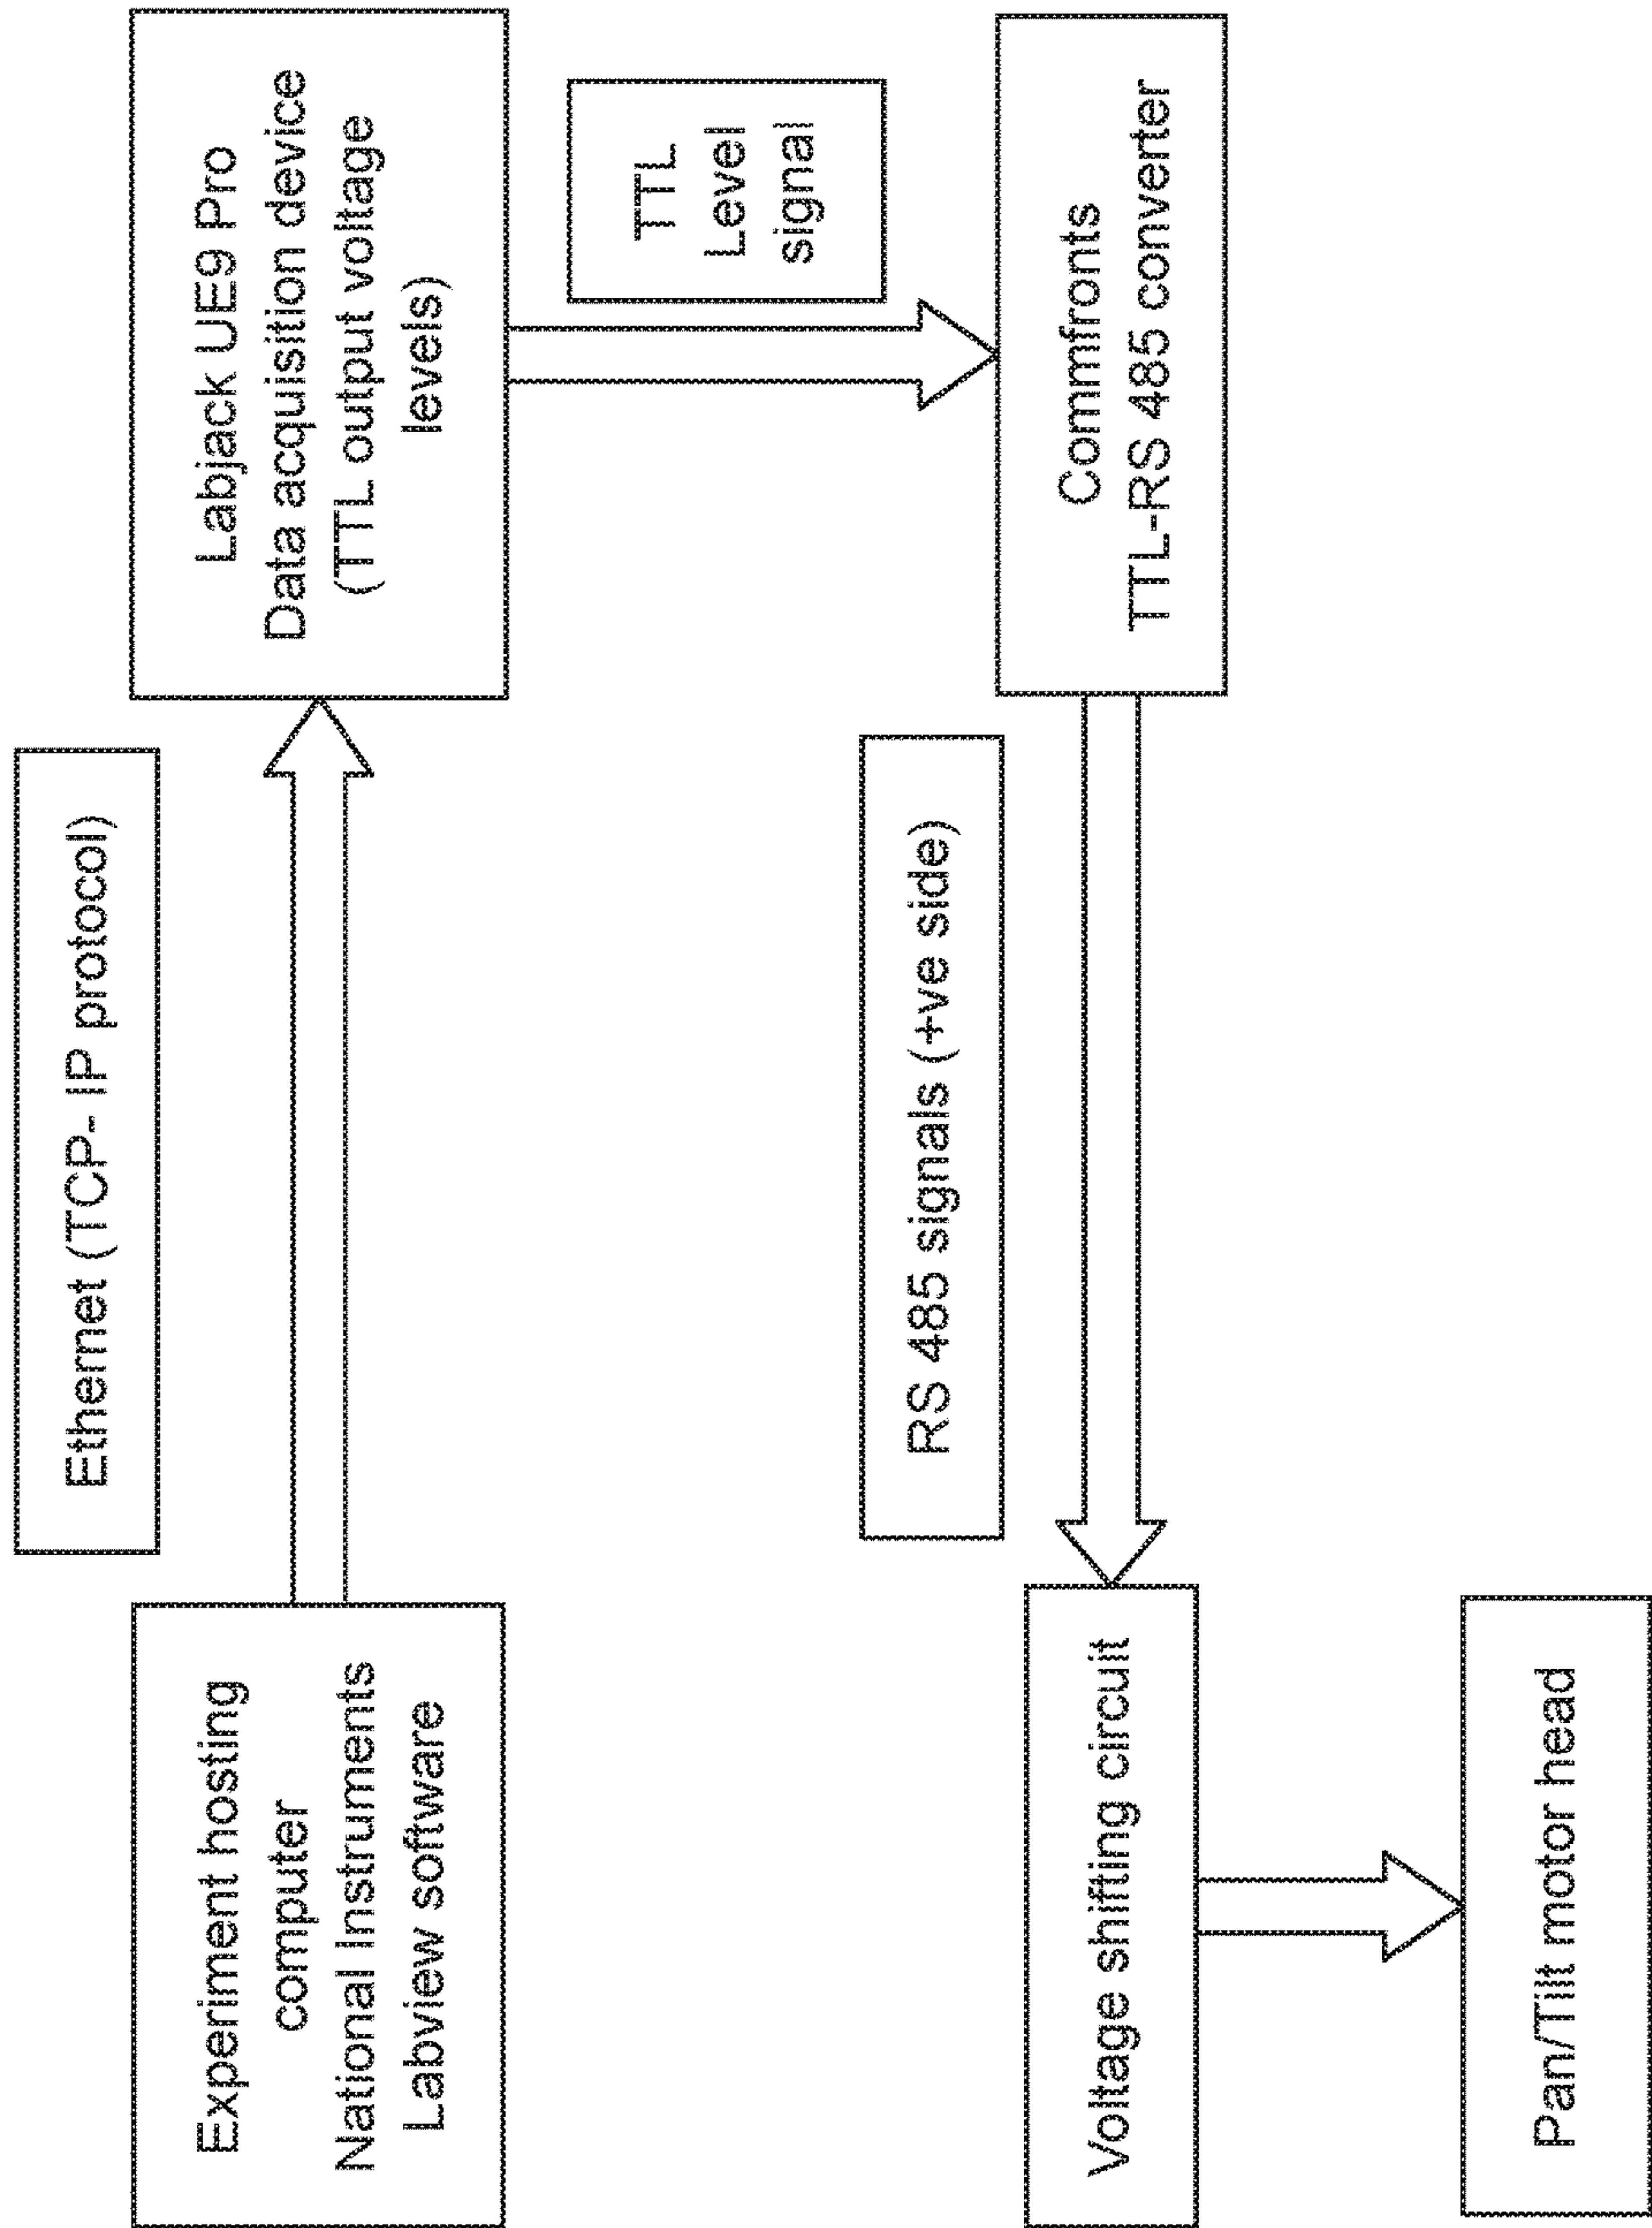 Ethernet (TCP- IP protocol)
Experiment hosting
computer
National Instruments
Labview software
Labjack UE9 Pro
Data acquisition device
(TTL output voltage
levels)
TTL
Level
signal
RS 485 signals (+ve side)
Voltage shifting circuit
Commfronts
TTL-RS 485 converter
Pan/Tilt motor head